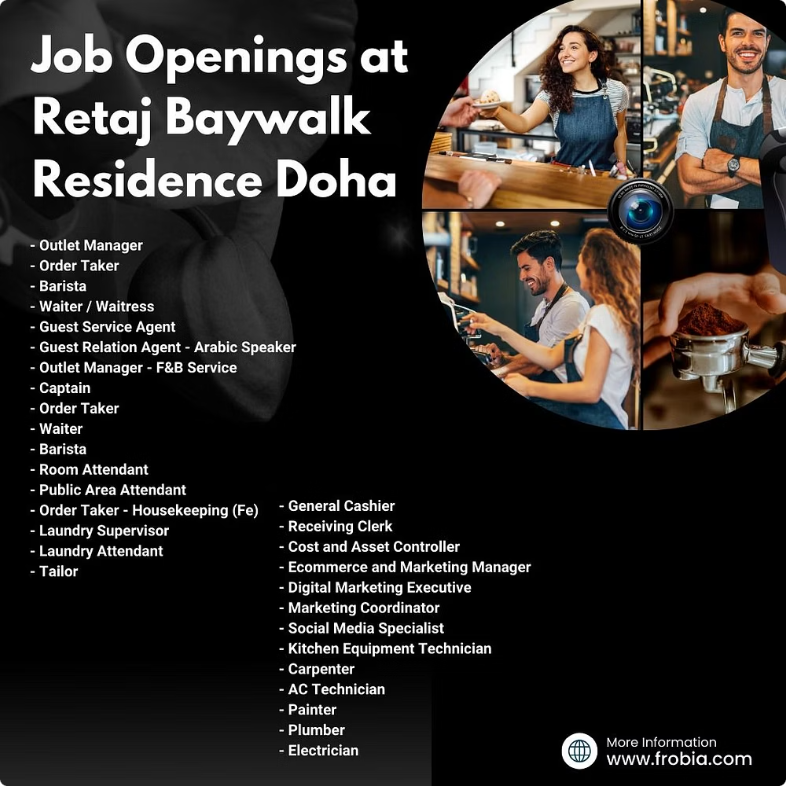 Job Openings at
Retaj Baywalk
Residence Doha
- Outlet Manager
- Order Taker
- Barista
- Waiter / Waitress
- Guest Service Agent
- Guest Relation Agent - Arabic Speaker
- Outlet Manager - F&B Service
- Captain
- Order Taker
- Waiter
- Barista
- Room Attendant
- Public Area Attendant
- Order Taker - Housekeeping (Fe)
- Laundry Supervisor
- Laundry Attendant
- Tailor
- General Cashier
- Receiving Clerk
- Cost and Asset Controller
- Ecommerce and Marketing Manager
- Digital Marketing Executive
- Marketing Coordinator
- Social Media Specialist
- Kitchen Equipment Technician
- Carpenter
- AC Technician
- Painter
- Plumber
- Electrician
More Information
www.frobia.com